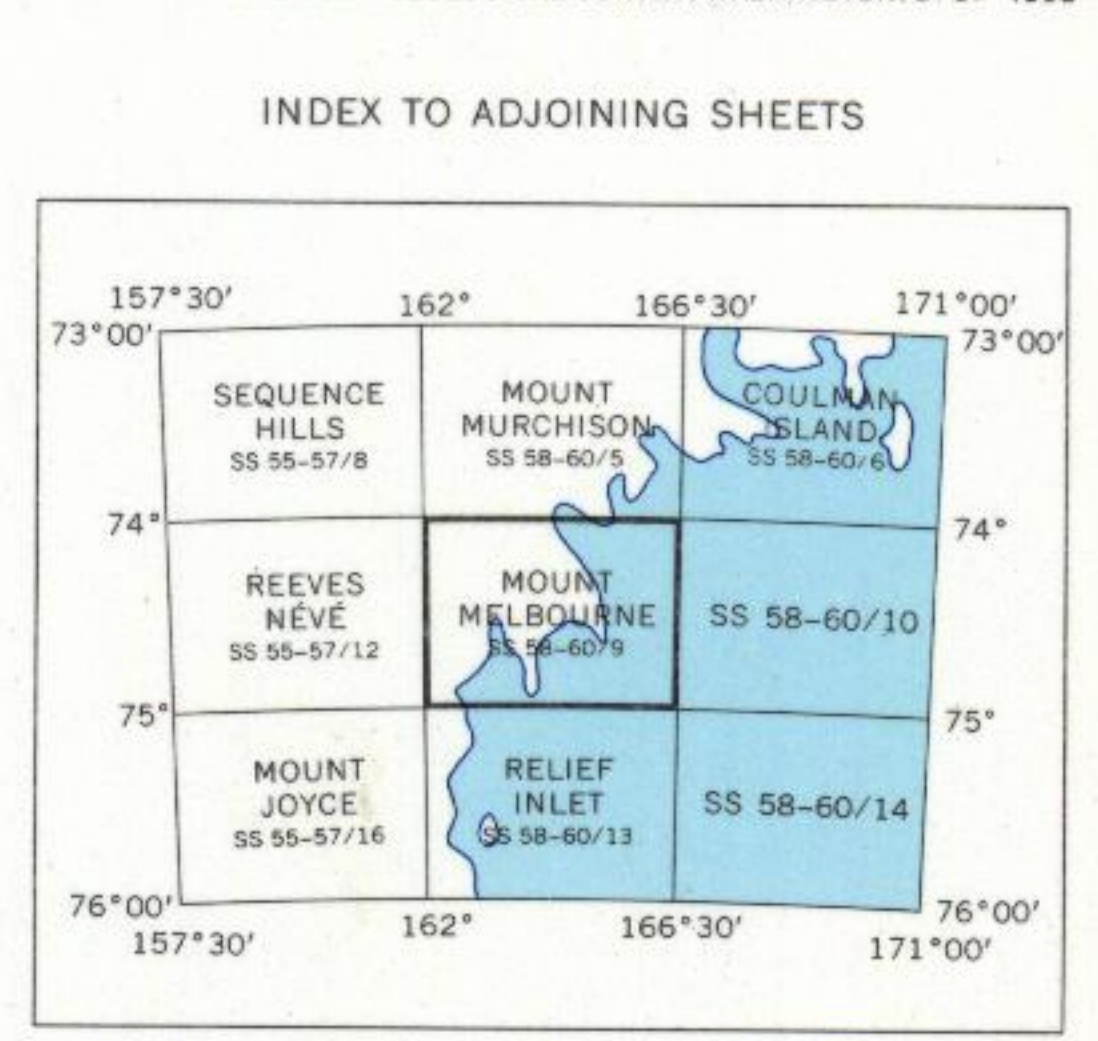 INDEX TO ADJOINING SHEETS
157°30' 162° 166°30' 171°00'
73°00' 73°00'
SEQUENCE
HILLS
SS 55–57/8
MOUNT
MURCHISON
SS 58–60/5
COULMAN
ISLAND
SS 58–60/6
74° 74°
REEVES
NÉVÉ
SS 55–57/12
MOUNT
MELBOURNE
SS 58–60/9
SS 58–60/10
75° 75°
MOUNT
JOYCE
SS 55–57/16
RELIEF
INLET
SS 58–60/13
SS 58–60/14
76°00' 76°00'
157°30' 162° 166°30' 171°00'